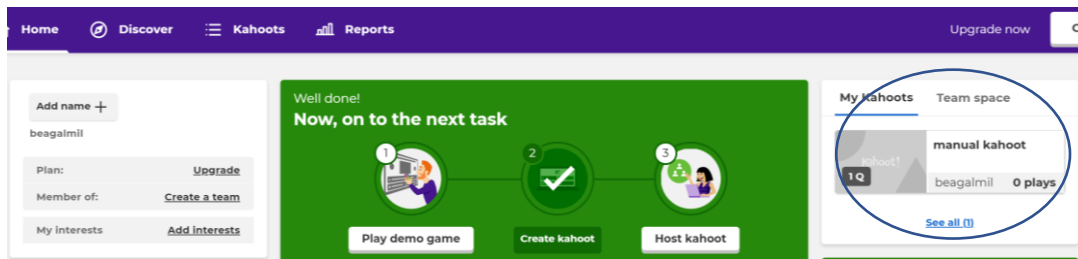 Home Discover Kahoots Reports Upgrade now
Add name +
beagalmil
Plan: Upgrade
Member of: Create a team
My interests Add interests
Well done!
Now, on to the next task
1 2 3
Play demo game Create kahoot Host kahoot
My Kahoots Team space
Kahoot!
manual kahoot
1 Q
beagalmil 0 plays
See all (1)